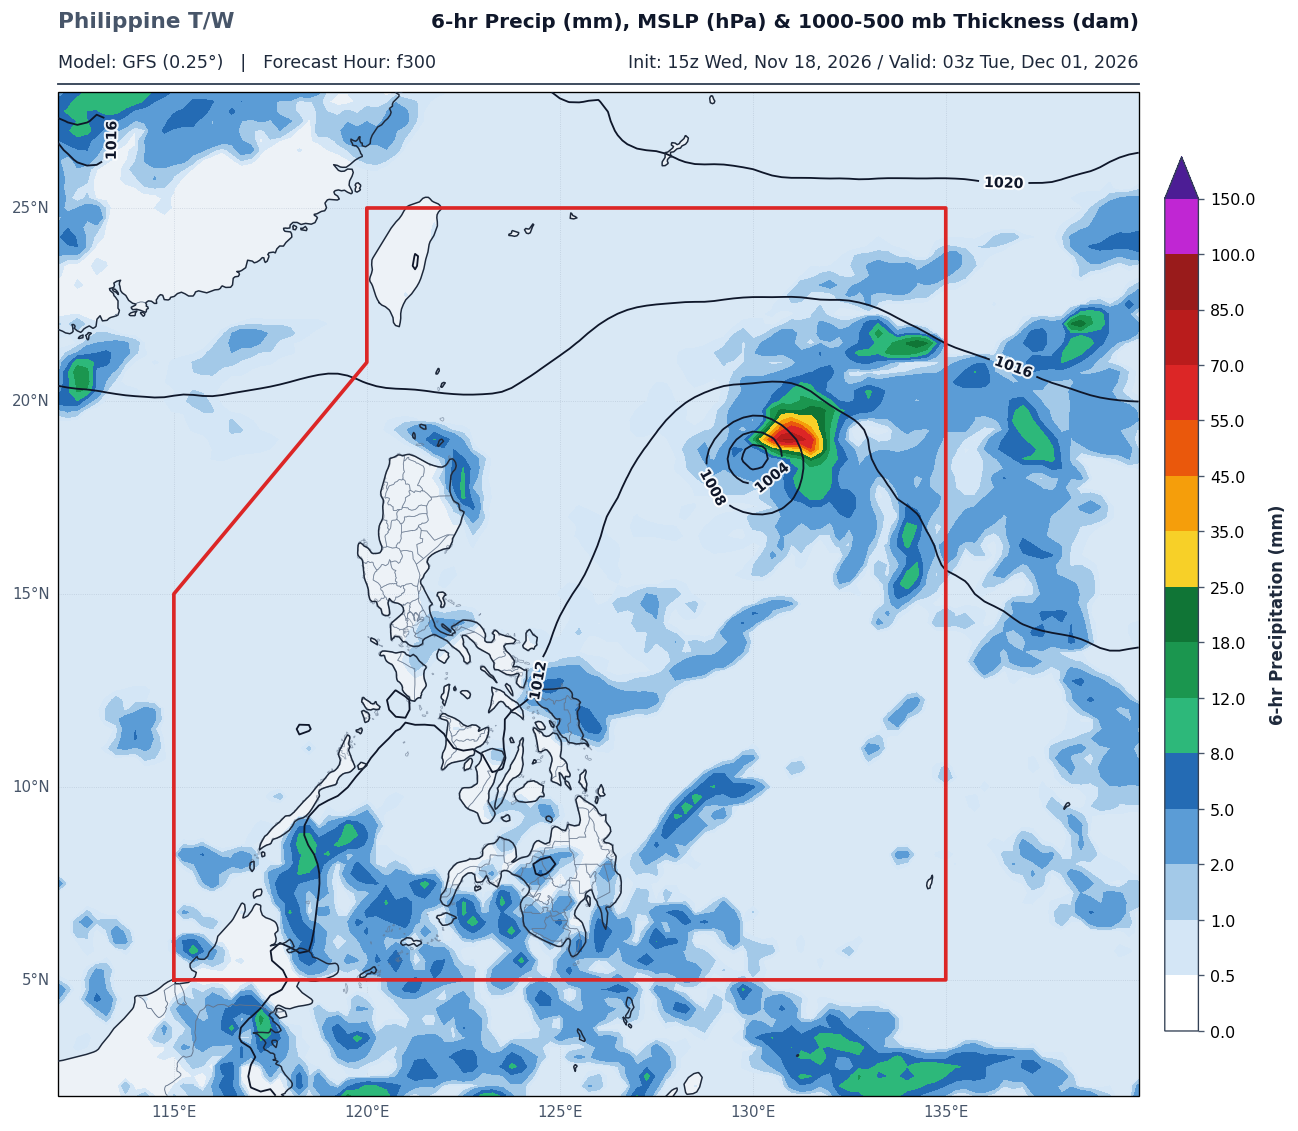 Philippine T/W
6-hr Precip (mm), MSLP (hPa) & 1000-500 mb Thickness (dam)
Model: GFS (0.25°) | Forecast Hour: f300
Init: 15z Wed, Nov 18, 2026 / Valid: 03z Tue, Dec 01, 2026
1016
1020
1016
1008
1004
1012
25°N
20°N
15°N
10°N
5°N
115°E
120°E
125°E
130°E
135°E
150.0
100.0
85.0
70.0
55.0
45.0
35.0
25.0
18.0
12.0
8.0
5.0
2.0
1.0
0.5
0.0
6-hr Precipitation (mm)